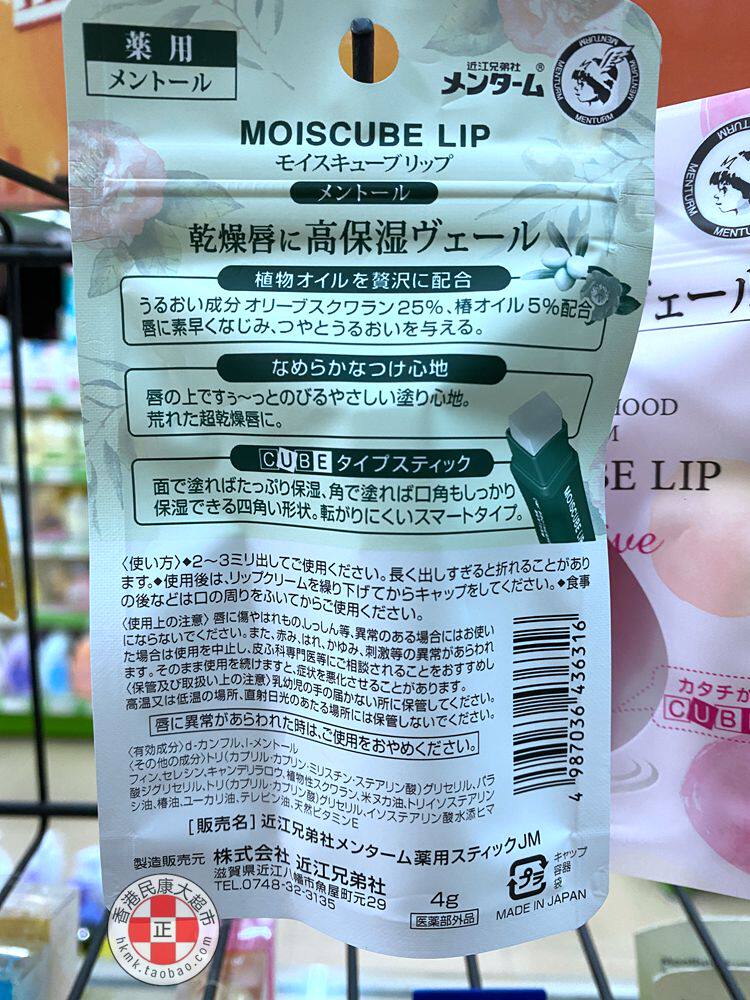 薬用
メントール
近江兄弟社
メンターム®
MENTURM
MENTURM
MENTURM
MOISCUBE LIP
モイスキューブリップ
メントール
乾燥唇に高保湿ヴェール
植物オイルを贅沢に配合
うるおい成分 オリーブスクワラン25%、椿オイル5%配合
唇に素早くなじみ、つやとうるおいを与える。
なめらかなつけ心地
唇の上ですぅ〜っとのびるやさしい塗り心地。
荒れた超乾燥唇に。
CUBEタイプスティック
面で塗ればたっぷり保湿、角で塗れば口角もしっかり
保湿できる四角い形状。転がりにくいスマートタイプ。
MOISCUBE LI
〈使い方〉◆2〜3ミリ出してご使用ください。長く出しすぎると折れることがあり
ます。◆使用後は、リップクリームを繰り下げてからキャップをしてください。◆食事
の後などは口の周りをふいてからご使用ください。
〈使用上の注意〉唇に傷やはれもの、しっしん等、異常のある場合にはお使い
にならないでください。また、赤み、はれ、かゆみ、刺激等の異常があらわれ
た場合は使用を中止し、皮ふ科専門医等にご相談されることをおすすめし
ます。そのまま使用を続けますと、症状を悪化させることがあります。
〈保管及び取扱い上の注意〉乳幼児の手の届かない所に保管してください。
高温又は低温の場所、直射日光のあたる場所には保管しないでください。
唇に異常があらわれた時は、ご使用をおやめください。
〈有効成分〉d-カンフル、l-メントール
〈その他の成分〉トリ(カプリル・カプリン・ミリスチン・ステアリン酸)グリセリル、パラ
フィン、セレシン、キャンデリラロウ、植物性スクワラン、米ヌカ油、トリイソステアリン
酸ジグリセリル、トリ(カプリル・カプリン酸)グリセリル、イソステアリン酸水添ヒマ
シ油、椿油、ユーカリ油、テレピン油、天然ビタミンE
4 987036 436316
[販売名] 近江兄弟社メンターム薬用スティックJM
製造販売元 株式会社 近江兄弟社
滋賀県近江八幡市魚屋町元29
TEL.0748-32-3135
4g
医薬部外品
プラ
キャップ
容器
袋
MADE IN JAPAN
香港民康大超市
正
hkmk.taobao.com
MENTURM
ヴェール
HOOD
BE LIP
ive
カタチが
CUB